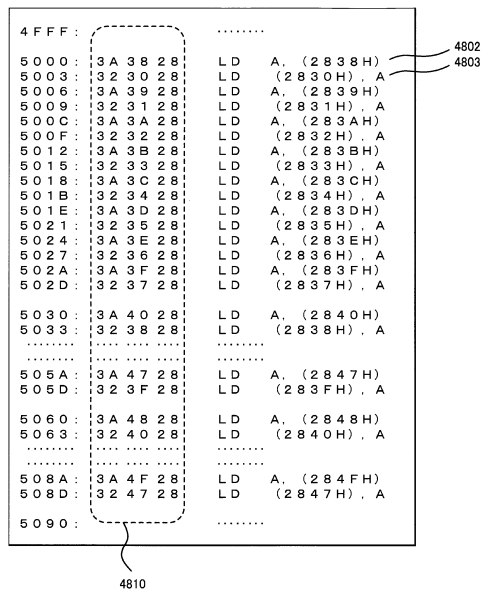 4FFF: ········
5000: 3A 38 28 LD A, (2838H) 4802
5003: 32 30 28 LD (2830H), A 4803
5006: 3A 39 28 LD A, (2839H)
5009: 32 31 28 LD (2831H), A
500C: 3A 3A 28 LD A, (283AH)
500F: 32 32 28 LD (2832H), A
5012: 3A 3B 28 LD A, (283BH)
5015: 32 33 28 LD (2833H), A
5018: 3A 3C 28 LD A, (283CH)
501B: 32 34 28 LD (2834H), A
501E: 3A 3D 28 LD A, (283DH)
5021: 32 35 28 LD (2835H), A
5024: 3A 3E 28 LD A, (283EH)
5027: 32 36 28 LD (2836H), A
502A: 3A 3F 28 LD A, (283FH)
502D: 32 37 28 LD (2837H), A
5030: 3A 40 28 LD A, (2840H)
5033: 32 38 28 LD (2838H), A
········ ··· ··· ··· ········
········ ··· ··· ··· ········
505A: 3A 47 28 LD A, (2847H)
505D: 32 3F 28 LD (283FH), A
5060: 3A 48 28 LD A, (2848H)
5063: 32 40 28 LD (2840H), A
········ ··· ··· ··· ········
········ ··· ··· ··· ········
508A: 3A 4F 28 LD A, (284FH)
508D: 32 47 28 LD (2847H), A
5090: ········
4810